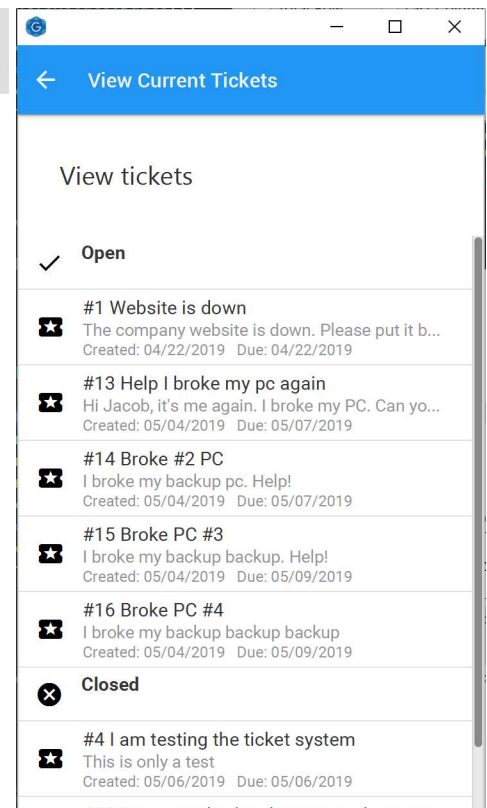 View Current Tickets
View tickets
Open
#1 Website is down
The company website is down. Please put it b...
Created: 04/22/2019 Due: 04/22/2019
#13 Help I broke my pc again
Hi Jacob, it's me again. I broke my PC. Can yo...
Created: 05/04/2019 Due: 05/07/2019
#14 Broke #2 PC
I broke my backup pc. Help!
Created: 05/04/2019 Due: 05/07/2019
#15 Broke PC #3
I broke my backup backup. Help!
Created: 05/04/2019 Due: 05/09/2019
#16 Broke PC #4
I broke my backup backup backup
Created: 05/04/2019 Due: 05/09/2019
Closed
#4 I am testing the ticket system
This is only a test
Created: 05/06/2019 Due: 05/06/2019